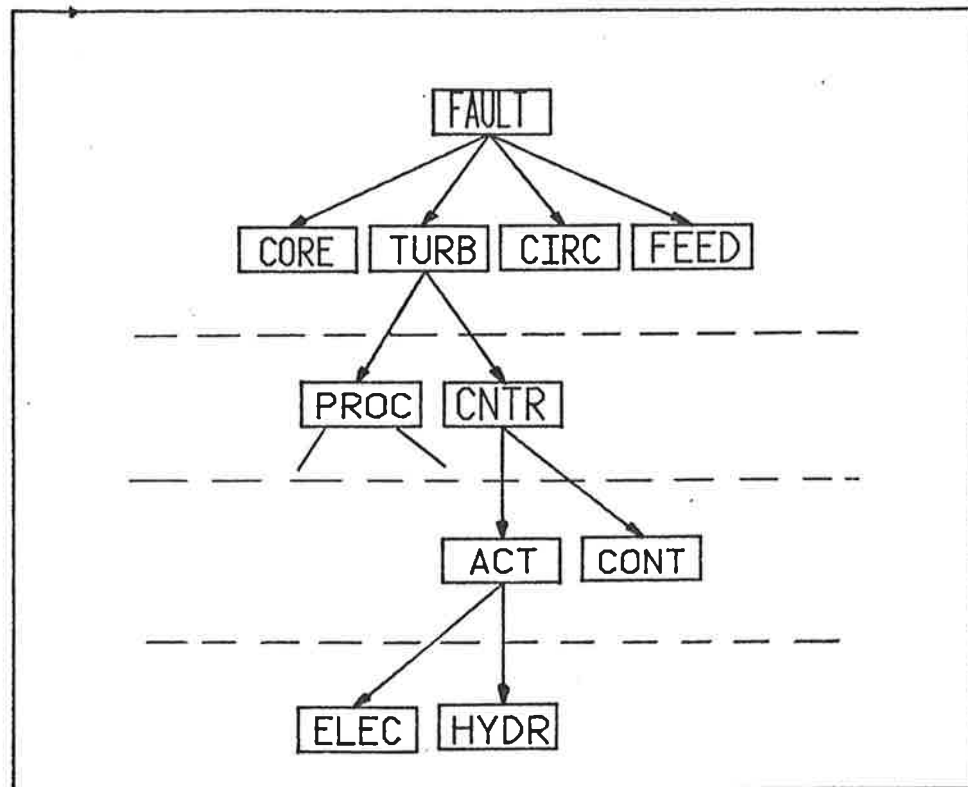 FAULT
CORE TURB CIRC FEED
PROC CNTR
ACT CONT
ELEC HYDR